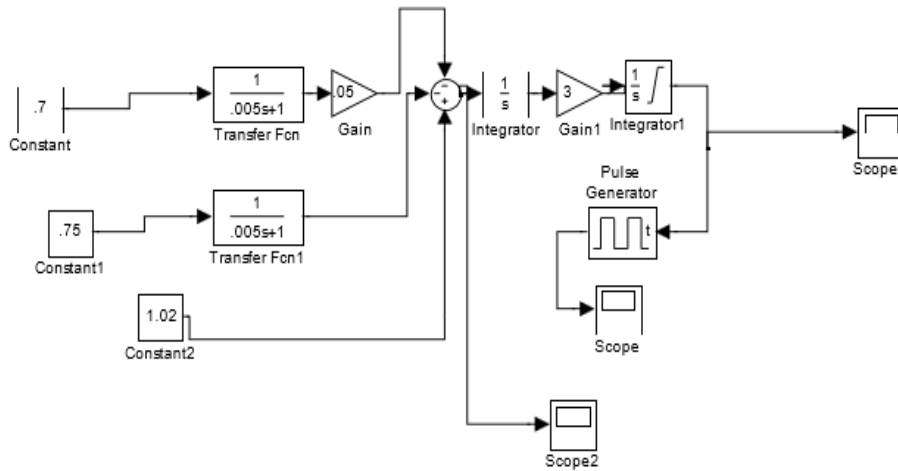 .7
Constant
1
.005s+1
Transfer Fcn
.05
Gain
1
s
Integrator
3
Gain1
1
s
Integrator1
Scope
Pulse
Generator
t
.75
Constant1
1
.005s+1
Transfer Fcn1
Scope
1.02
Constant2
Scope2